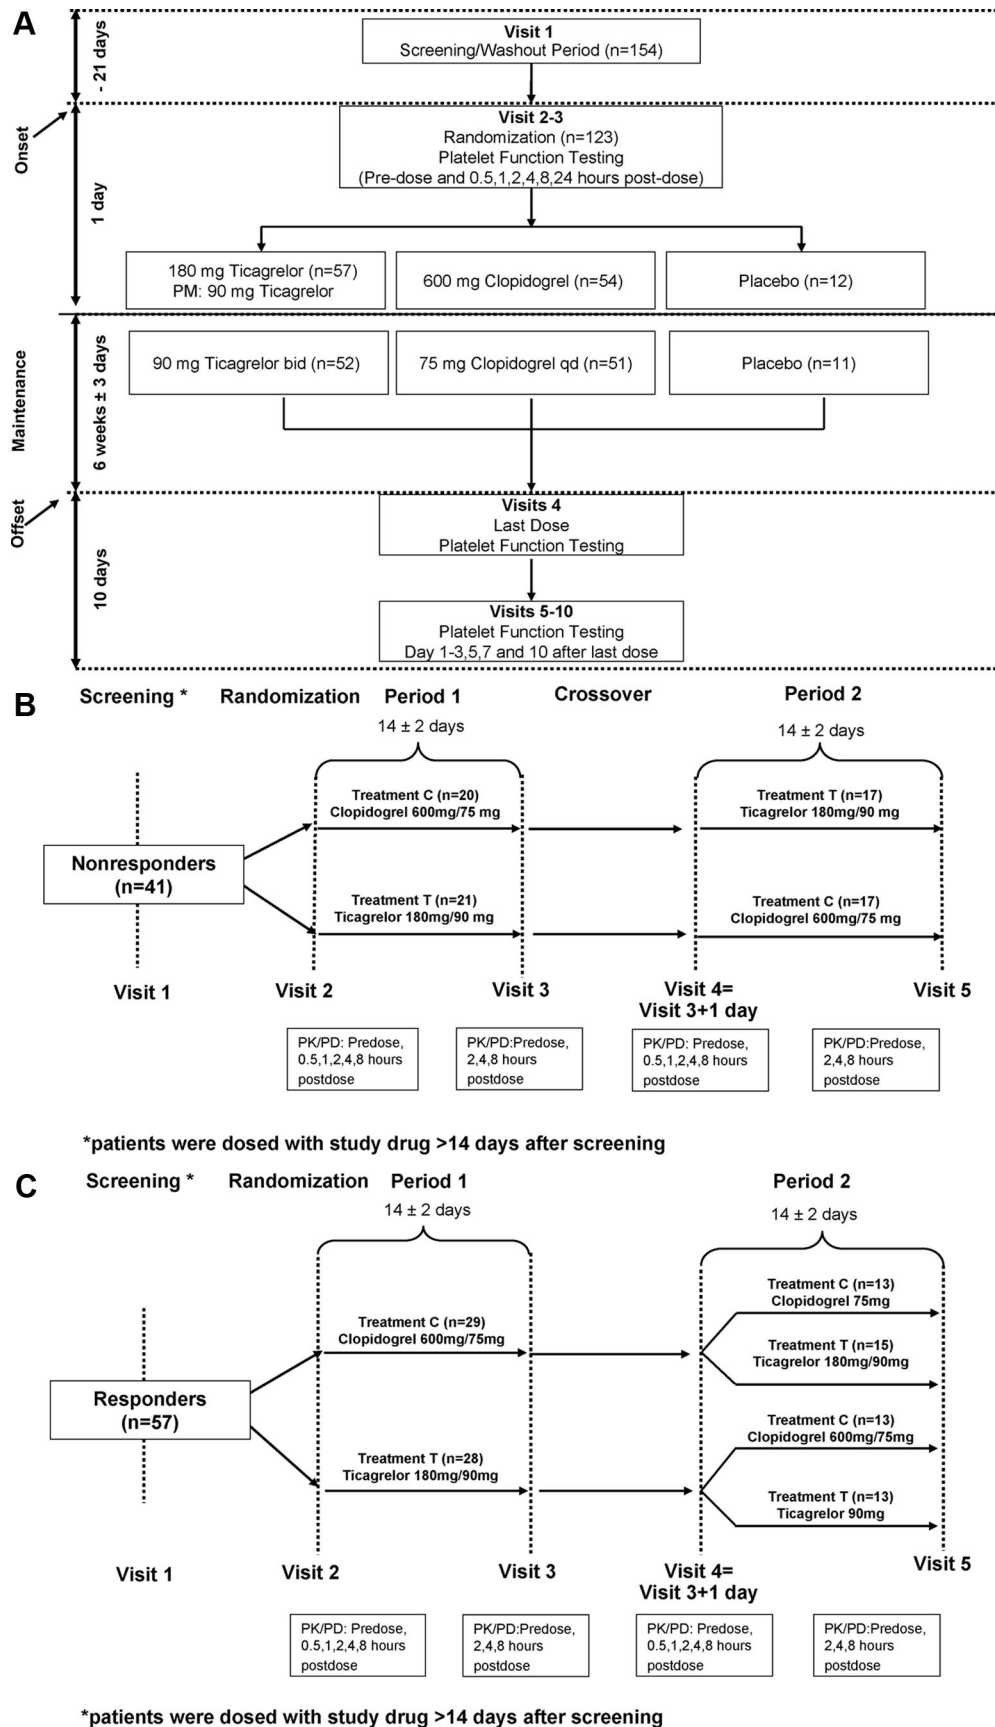 A
- 21 days
Visit 1
Screening/Washout Period (n=154)
Onset
1 day
Visit 2-3
Randomization (n=123)
Platelet Function Testing
(Pre-dose and 0.5,1,2,4,8,24 hours post-dose)
180 mg Ticagrelor (n=57)
PM: 90 mg Ticagrelor
600 mg Clopidogrel (n=54)
Placebo (n=12)
Maintenance
6 weeks ± 3 days
90 mg Ticagrelor bid (n=52)
75 mg Clopidogrel qd (n=51)
Placebo (n=11)
Offset
10 days
Visits 4
Last Dose
Platelet Function Testing
Visits 5-10
Platelet Function Testing
Day 1-3,5,7 and 10 after last dose
B
Screening * Randomization Period 1 Crossover Period 2
14 ± 2 days 14 ± 2 days
Treatment C (n=20)
Clopidogrel 600mg/75 mg
Treatment T (n=17)
Ticagrelor 180mg/90 mg
Nonresponders
(n=41)
Treatment T (n=21)
Ticagrelor 180mg/90 mg
Treatment C (n=17)
Clopidogrel 600mg/75 mg
Visit 1 Visit 2 Visit 3 Visit 4= Visit 5
Visit 3+1 day
PK/PD: Predose,
0.5,1,2,4,8 hours
postdose
PK/PD:Predose,
2,4,8 hours
postdose
PK/PD: Predose,
0.5,1,2,4,8 hours
postdose
PK/PD:Predose,
2,4,8 hours
postdose
*patients were dosed with study drug >14 days after screening
C
Screening * Randomization Period 1 Period 2
14 ± 2 days 14 ± 2 days
Treatment C (n=29)
Clopidogrel 600mg/75mg
Treatment C (n=13)
Clopidogrel 75mg
Treatment T (n=15)
Ticagrelor 180mg/90mg
Responders
(n=57)
Treatment T (n=28)
Ticagrelor 180mg/90mg
Treatment C (n=13)
Clopidogrel 600mg/75mg
Treatment T (n=13)
Ticagrelor 90mg
Visit 1 Visit 2 Visit 3 Visit 4= Visit 5
Visit 3+1 day
PK/PD: Predose,
0.5,1,2,4,8 hours
postdose
PK/PD:Predose,
2,4,8 hours
postdose
PK/PD: Predose,
0.5,1,2,4,8 hours
postdose
PK/PD:Predose,
2,4,8 hours
postdose
*patients were dosed with study drug >14 days after screening